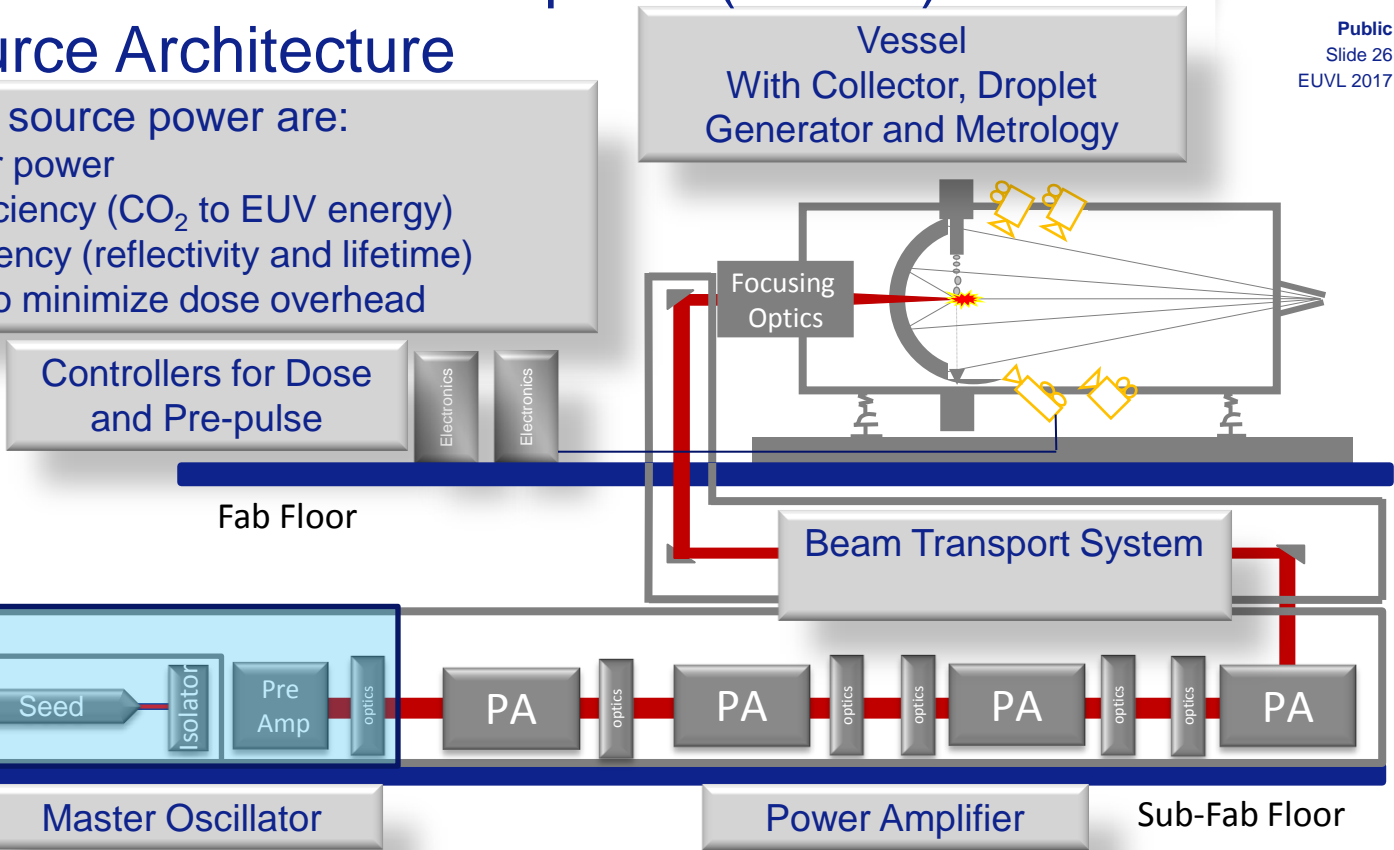 urce Architecture
Public
Slide 26
EUVL 2017
source power are:
power
ciency (CO₂ to EUV energy)
ency (reflectivity and lifetime)
o minimize dose overhead
Vessel
With Collector, Droplet
Generator and Metrology
Focusing
Optics
Controllers for Dose
and Pre-pulse
Electronics
Electronics
Fab Floor
Beam Transport System
Seed
Isolator
Pre
Amp
optics
PA
optics
PA
optics
optics
PA
optics
optics
PA
Master Oscillator
Power Amplifier
Sub-Fab Floor